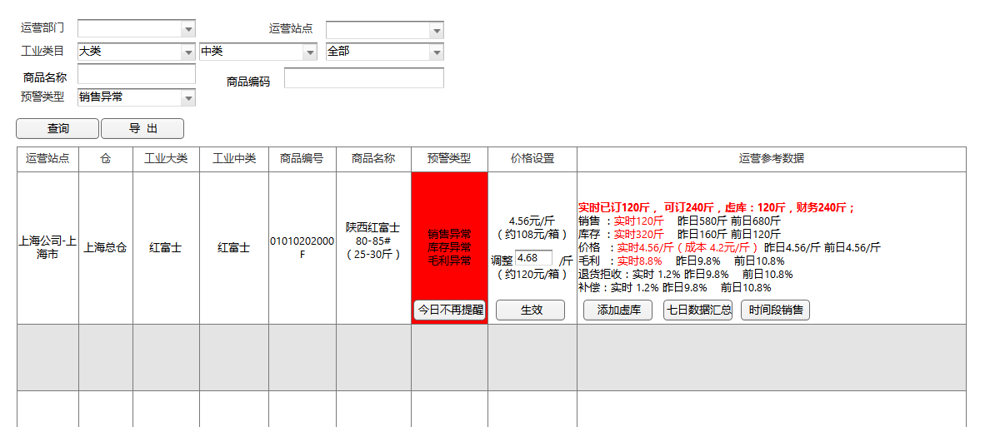 运营部门 运营站点
工业类目 大类 中类 全部
商品名称 商品编码
预警类型 销售异常
查询 导 出
运营站点 仓 工业大类 工业中类 商品编号 商品名称 预警类型 价格设置 运营参考数据
上海公司-上
海市
上海总仓
红富士
红富士
01010202000
F
陕西红富士
80-85#
（25-30斤）
销售异常
库存异常
毛利异常
今日不再提醒
4.56元/斤
（约108元/箱）
调整 4.68 /斤
（约120元/箱）
生效
实时已订120斤， 可订240斤，虚库：120斤，财务240斤；
销售 ：实时120斤 昨日580斤 前日680斤
库存 ：实时320斤 昨日160斤 前日120斤
价格 ：实时4.56/斤（成本 4.2元/斤） 昨日4.56/斤 前日4.56/斤
毛利 ：实时8.8% 昨日9.8% 前日10.8%
退货拒收：实时 1.2% 昨日9.8% 前日10.8%
补偿：实时 1.2% 昨日9.8% 前日10.8%
添加虚库 七日数据汇总 时间段销售